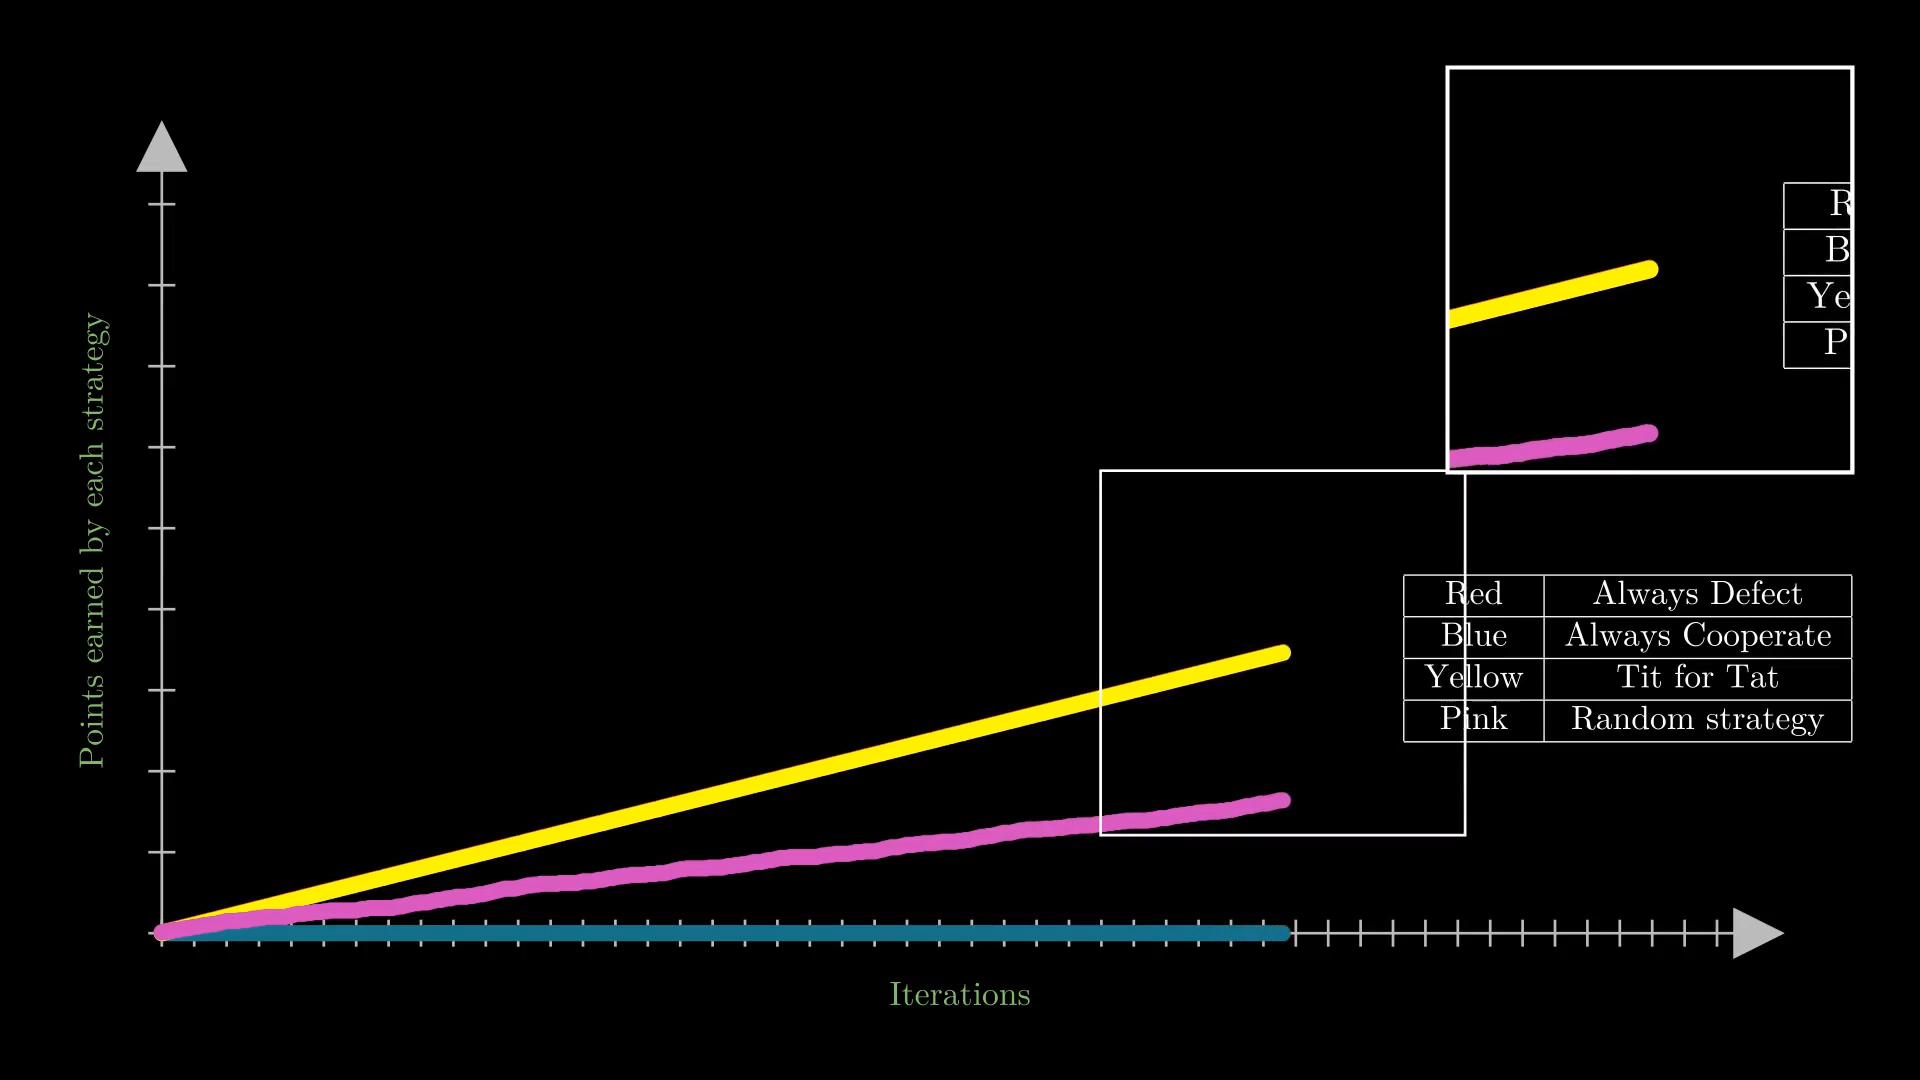 Points earned by each strategy
R
B
Ye
P
Red Always Defect
Blue Always Cooperate
Yellow Tit for Tat
Pink Random strategy
Iterations